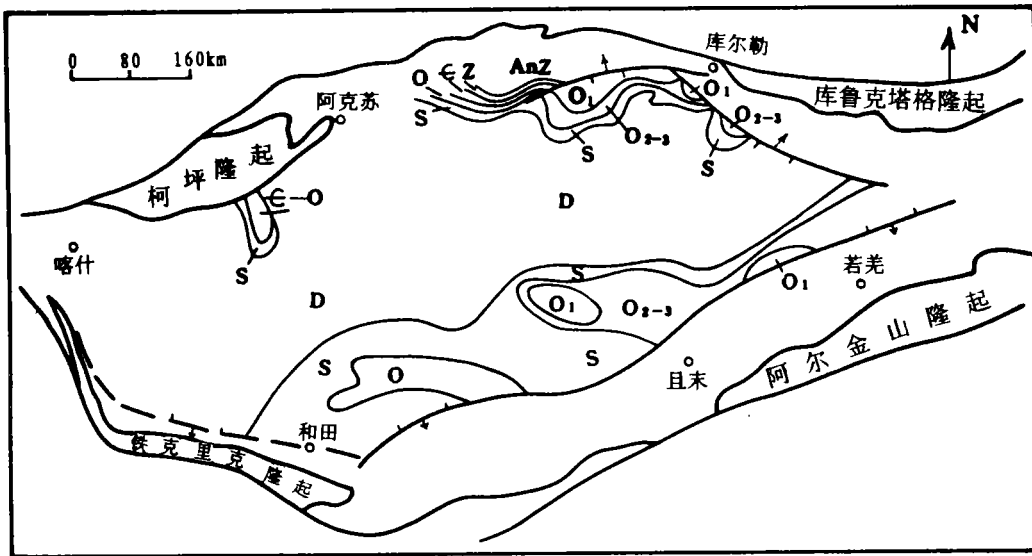 N
库尔勒
0 80 160km
O Є Z AnZ
O₁
O₁
库鲁克塔格隆起
阿克苏
S
O₂₋₃
O₂₋₃
S
S
柯坪隆起
Є—O
D
S
喀什
S
O₁
若羌
D
O₁
O₂₋₃
S
S
O
且末
阿尔金山隆起
和田
铁克里克隆起